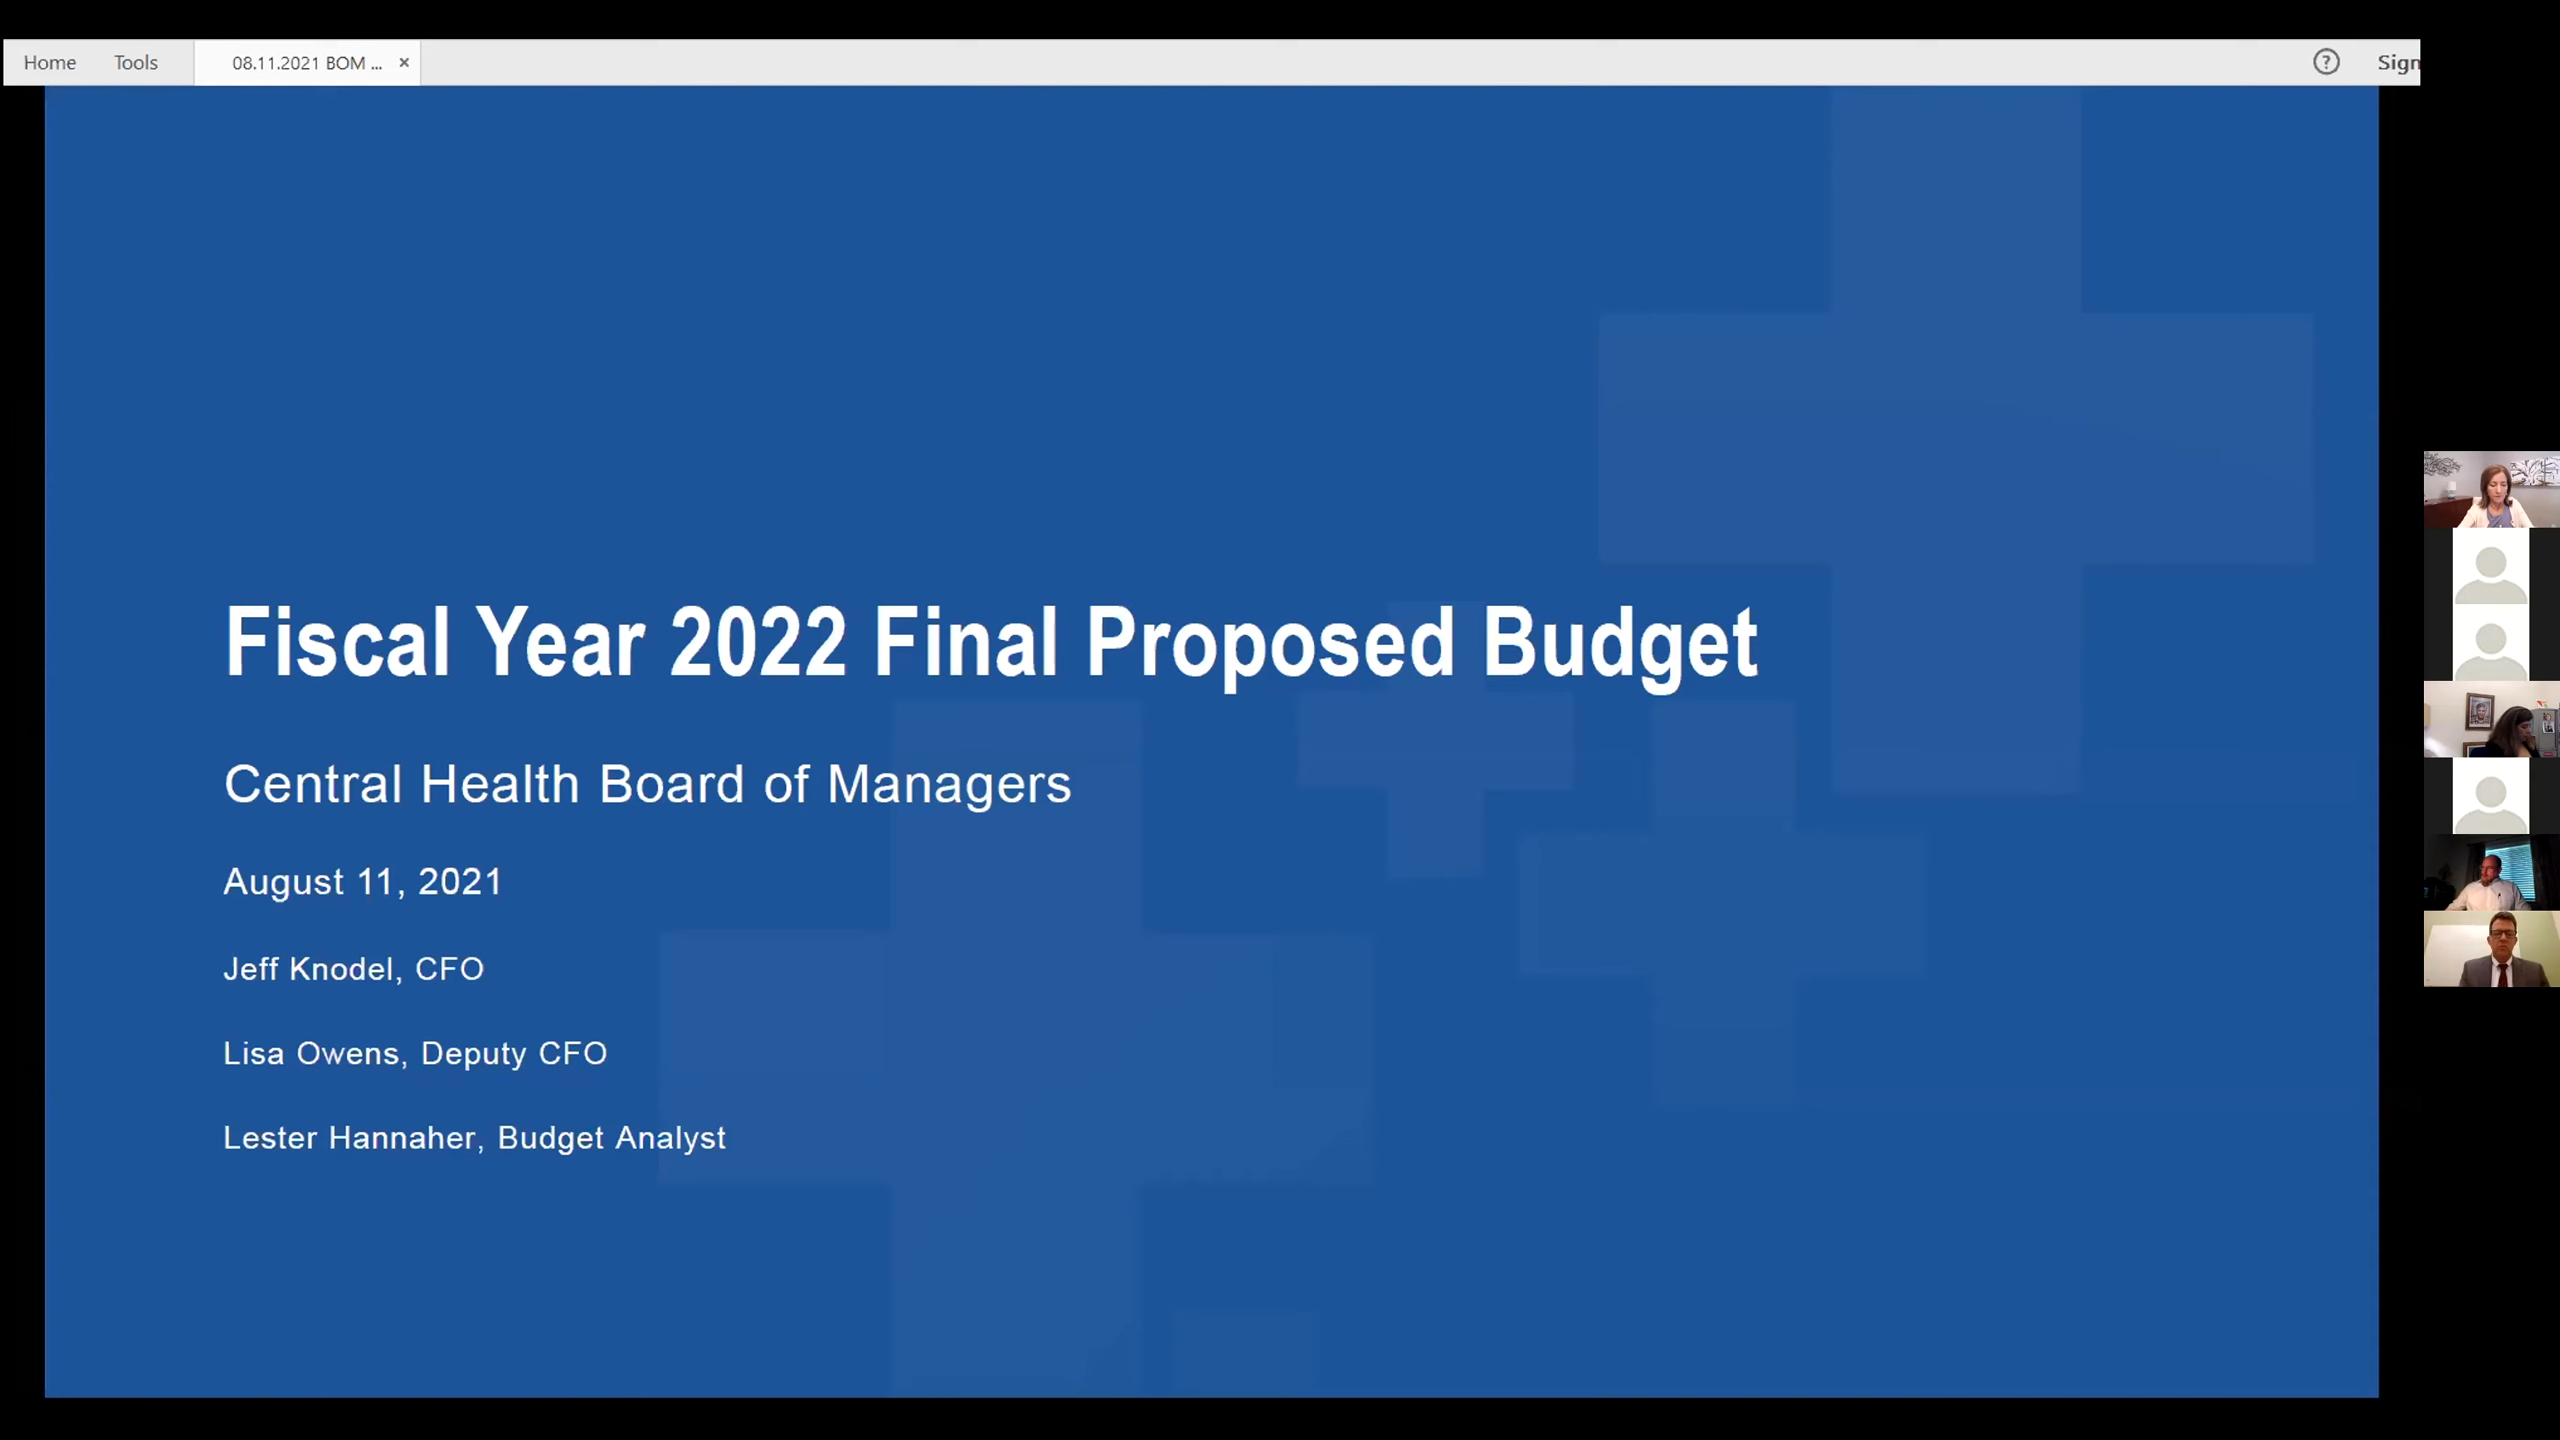 Home Tools 08.11.2021 BOM ... × ? Sign
Fiscal Year 2022 Final Proposed Budget
Central Health Board of Managers
August 11, 2021
Jeff Knodel, CFO
Lisa Owens, Deputy CFO
Lester Hannaher, Budget Analyst